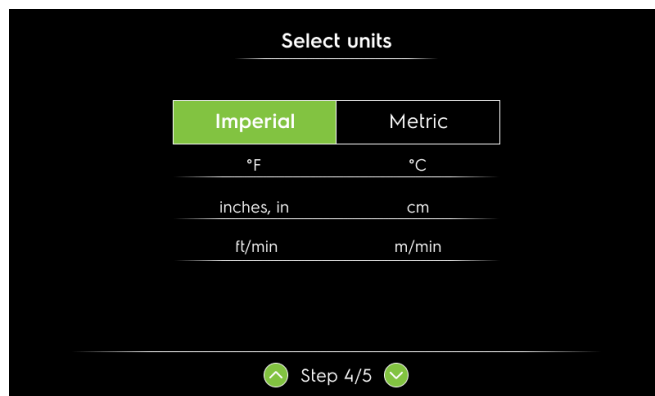 Select units
Imperial Metric
°F °C
inches, in cm
ft/min m/min
Step 4/5